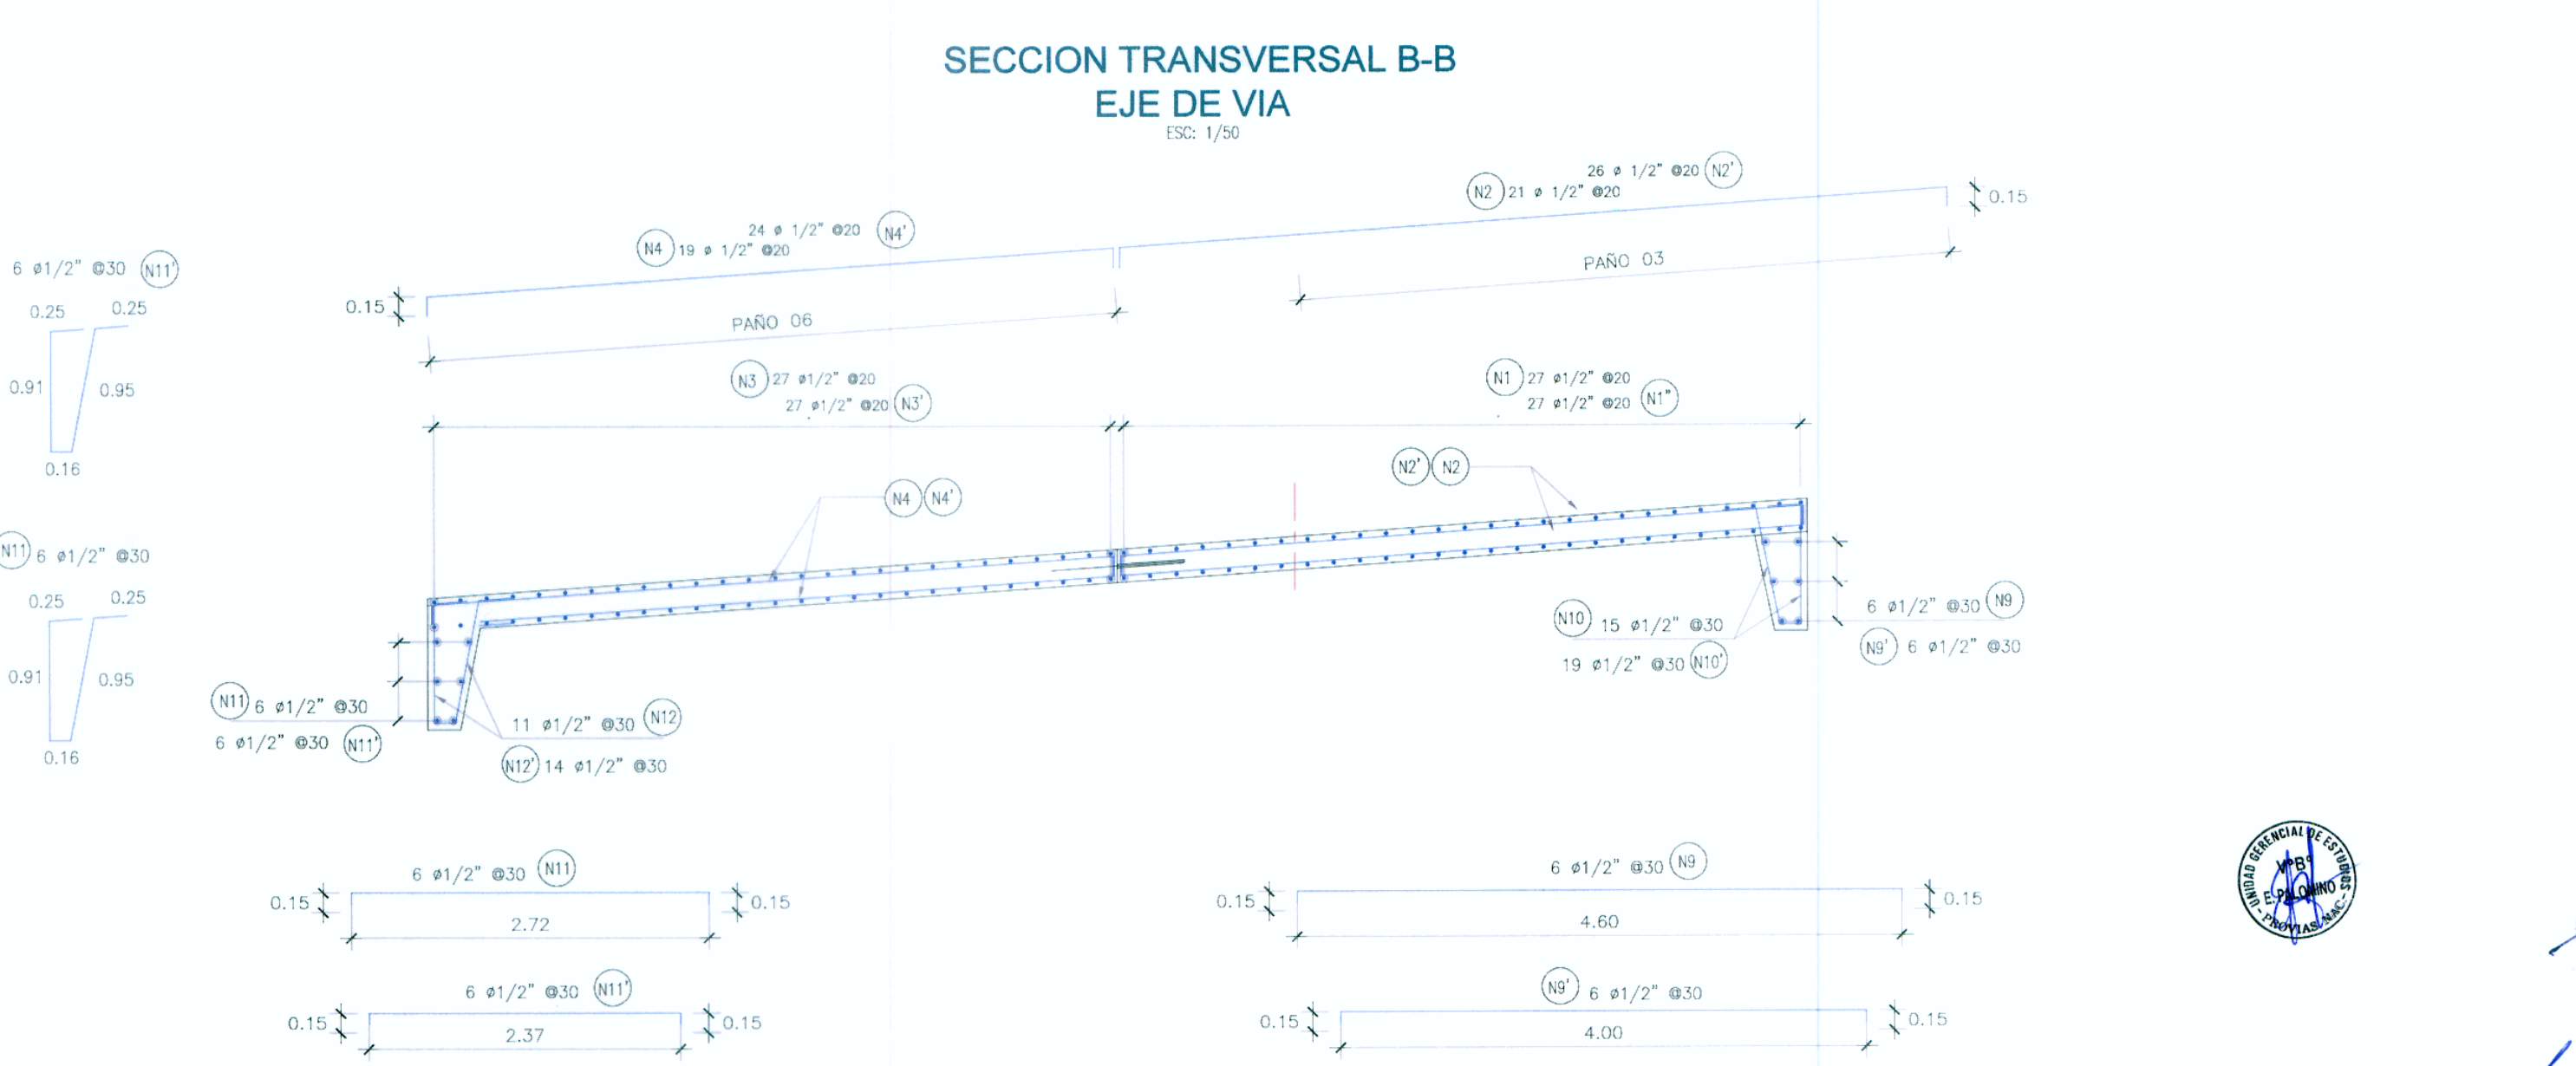 SECCION TRANSVERSAL B-B
EJE DE VIA
ESC: 1/50
26 ø 1/2" @20 N2'
N2 21 ø 1/2" @20
0.15
24 ø 1/2" @20 N4'
N4 19 ø 1/2" @20
PAÑO 03
0.15
PAÑO 06
6 ø1/2" @30 N11'
0.25 0.25
0.91 0.95
0.16
N3 27 ø1/2" @20
27 ø1/2" @20 N3'
N1 27 ø1/2" @20
27 ø1/2" @20 N1"
N2' N2
N4 N4'
N11 6 ø1/2" @30
0.25 0.25
0.91 0.95
0.16
N10 15 ø1/2" @30
19 ø1/2" @30 N10'
6 ø1/2" @30 N9
N9' 6 ø1/2" @30
N11 6 ø1/2" @30
6 ø1/2" @30 N11'
11 ø1/2" @30 N12
N12' 14 ø1/2" @30
6 ø1/2" @30 N11
0.15 0.15
2.72
6 ø1/2" @30 N9
0.15 0.15
4.60
6 ø1/2" @30 N11'
0.15 0.15
2.37
N9' 6 ø1/2" @30
0.15 0.15
4.00
UNIDAD GERENCIAL DE ESTUDIOS
V°B°
E. PALOMINO
- PROVIAS NAC. -